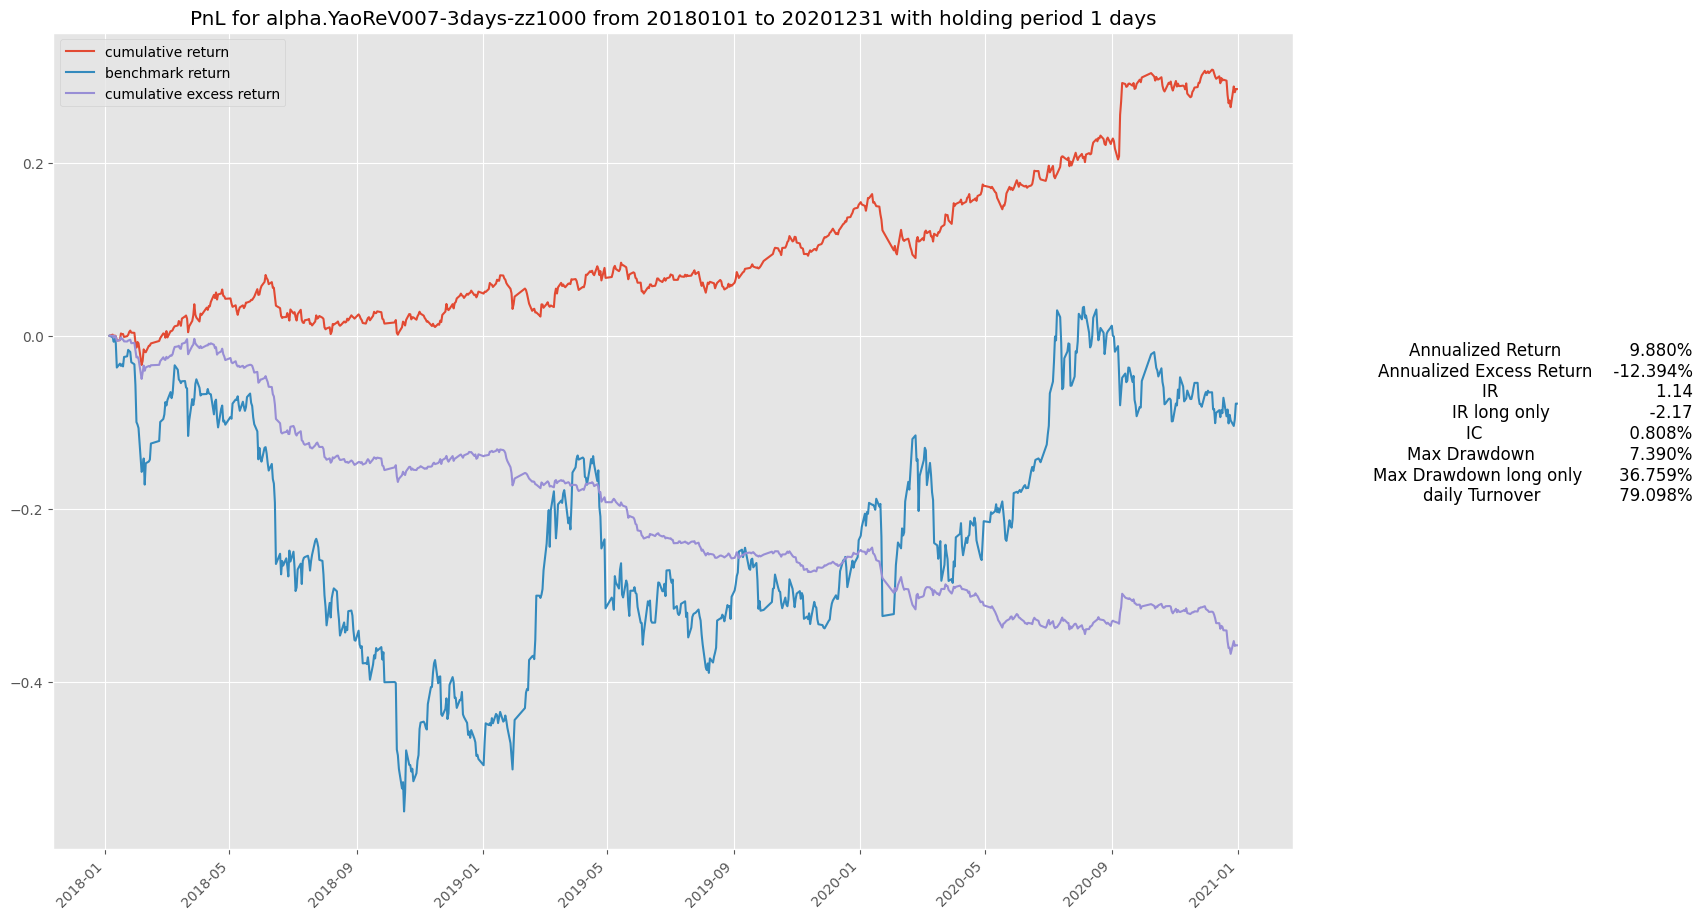 PnL for alpha.YaoReV007-3days-zz1000 from 20180101 to 20201231 with holding period 1 days
cumulative return
benchmark return
cumulative excess return
0.2
0.0
−0.2
−0.4
2018-01
2018-05
2018-09
2019-01
2019-05
2019-09
2020-01
2020-05
2020-09
2021-01
Annualized Return 9.880%
Annualized Excess Return -12.394%
IR 1.14
IR long only -2.17
IC 0.808%
Max Drawdown 7.390%
Max Drawdown long only 36.759%
daily Turnover 79.098%